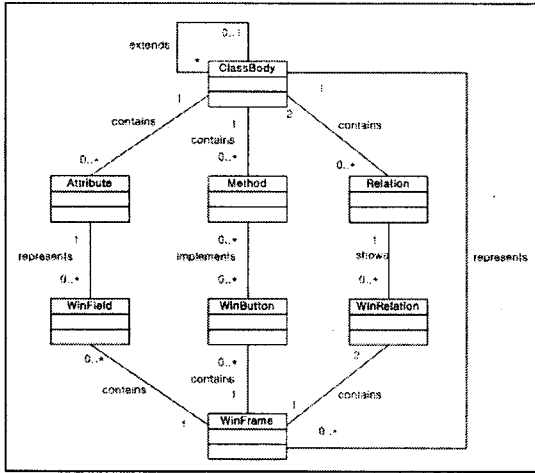 extends
0..1
*
ClassBody
1
1
2
1
contains
contains
contains
0..*
0..*
0..*
Attribute
Method
Relation
1
0..*
1
represents
implements
shows
represents
0..*
0..*
0..*
WinField
WinButton
WinRelation
0..*
0..*
2
contains
contains
contains
1
1
1
WinFrame
0..*